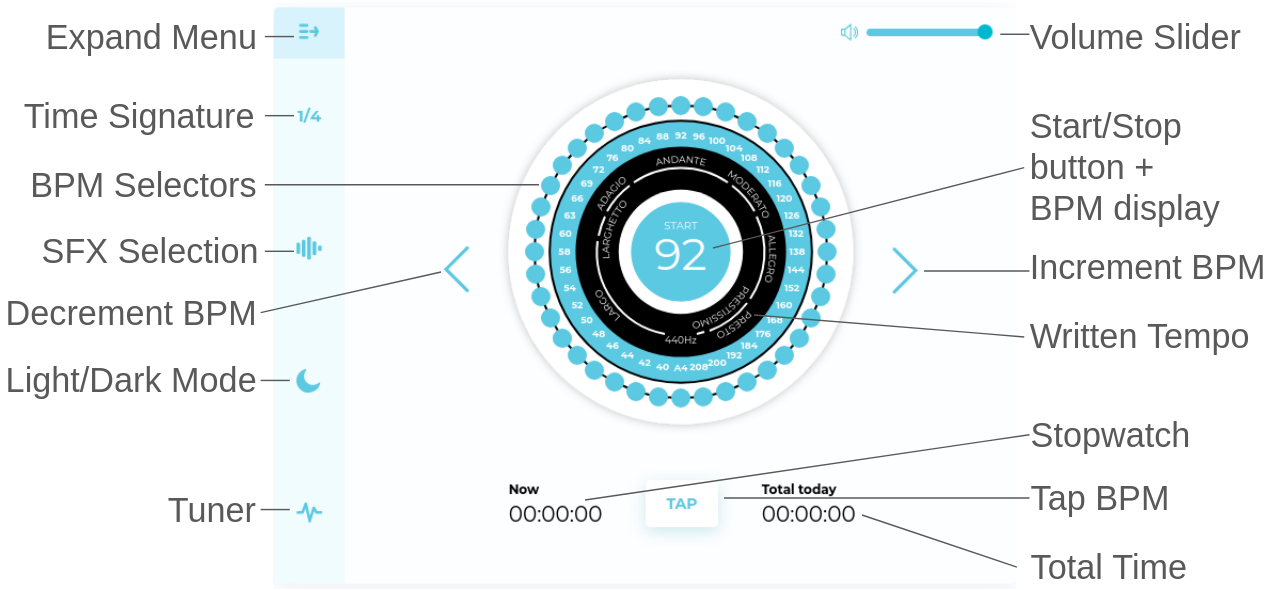 Expand Menu
Volume Slider
Time Signature
1/4
Start/Stop
button +
BPM display
BPM Selectors
SFX Selection
Decrement BPM
Increment BPM
Written Tempo
Light/Dark Mode
Tuner
40 42 44 46 48 50 52 54 56 58 60 63 66 69 72 76 80 84 88 92 96 100 104 108 112 116 120 126 132 138 144 152 160 168 176 184 192 200 208 A4
LARGO
LARGHETTO
ADAGIO
ANDANTE
MODERATO
ALLEGRO
PRESTO
PRESTISSIMO
440Hz
START
92
Stopwatch
Now
00:00:00
TAP
Total today
00:00:00
Tap BPM
Total Time